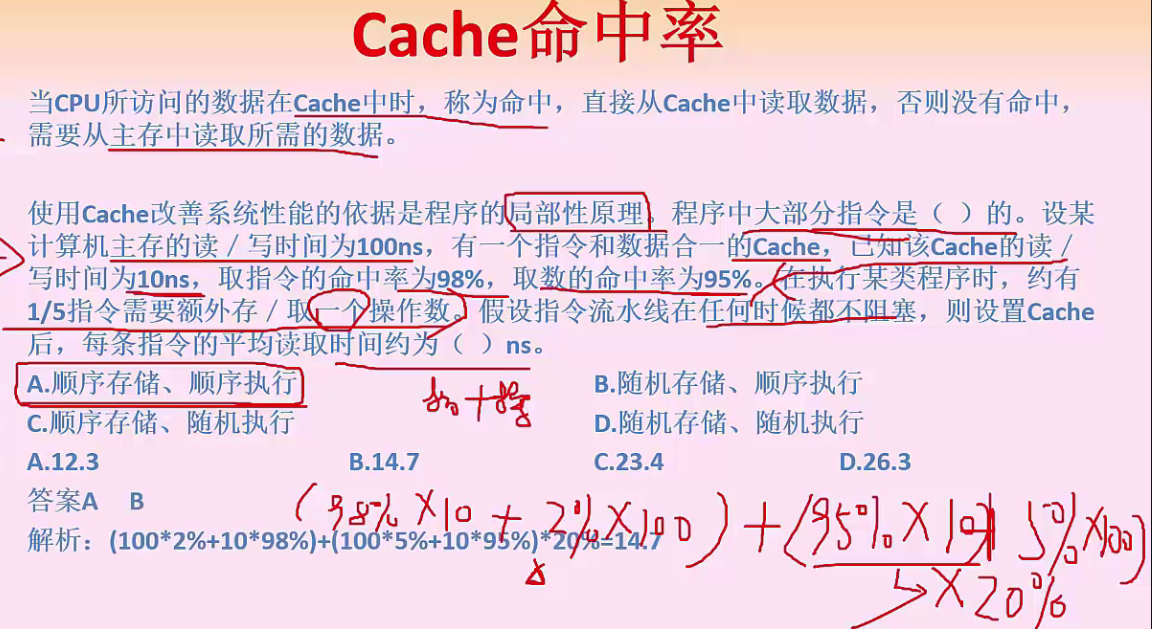 Cache命中率
当CPU所访问的数据在Cache中时，称为命中，直接从Cache中读取数据，否则没有命中，
需要从主存中读取所需的数据。
使用Cache改善系统性能的依据是程序的局部性原理。程序中大部分指令是（ ）的。设某
计算机主存的读／写时间为100ns，有一个指令和数据合一的Cache，已知该Cache的读／
写时间为10ns，取指令的命中率为98%，取数的命中率为95%。在执行某类程序时，约有
1/5指令需要额外存／取一个操作数。假设指令流水线在任何时候都不阻塞，则设置Cache
后，每条指令的平均读取时间约为（ ）ns。
A.顺序存储、顺序执行 B.随机存储、顺序执行
C.顺序存储、随机执行 D.随机存储、随机执行
A.12.3 B.14.7 C.23.4 D.26.3
答案A B
(98%×10+2%×100)+(95%×10+5%×100)
解析：(100*2%+10*98%)+(100*5%+10*95%)*20%=14.7
×20%